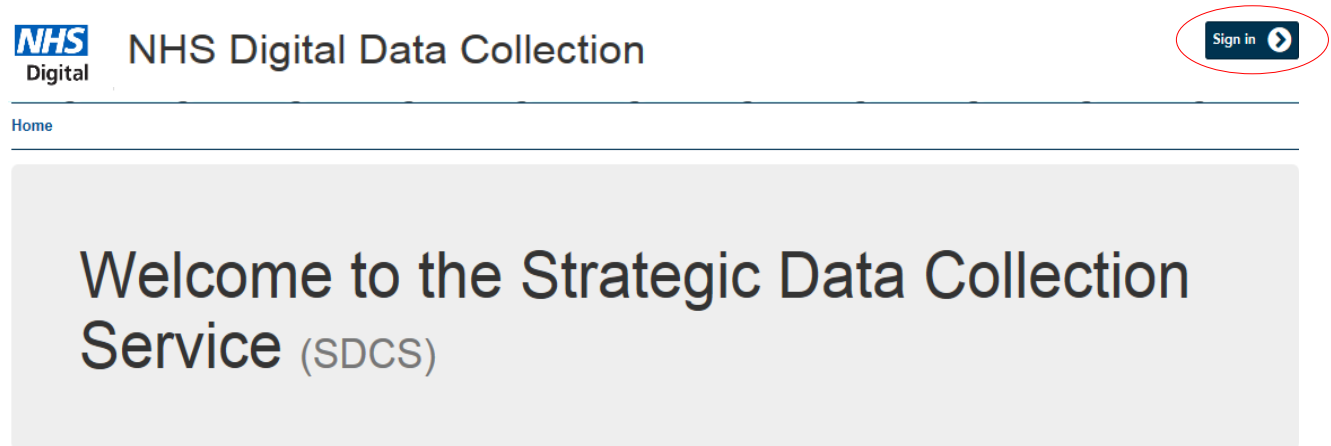 NHS
Digital
NHS Digital Data Collection
Sign in
Home
Welcome to the Strategic Data Collection
Service (SDCS)